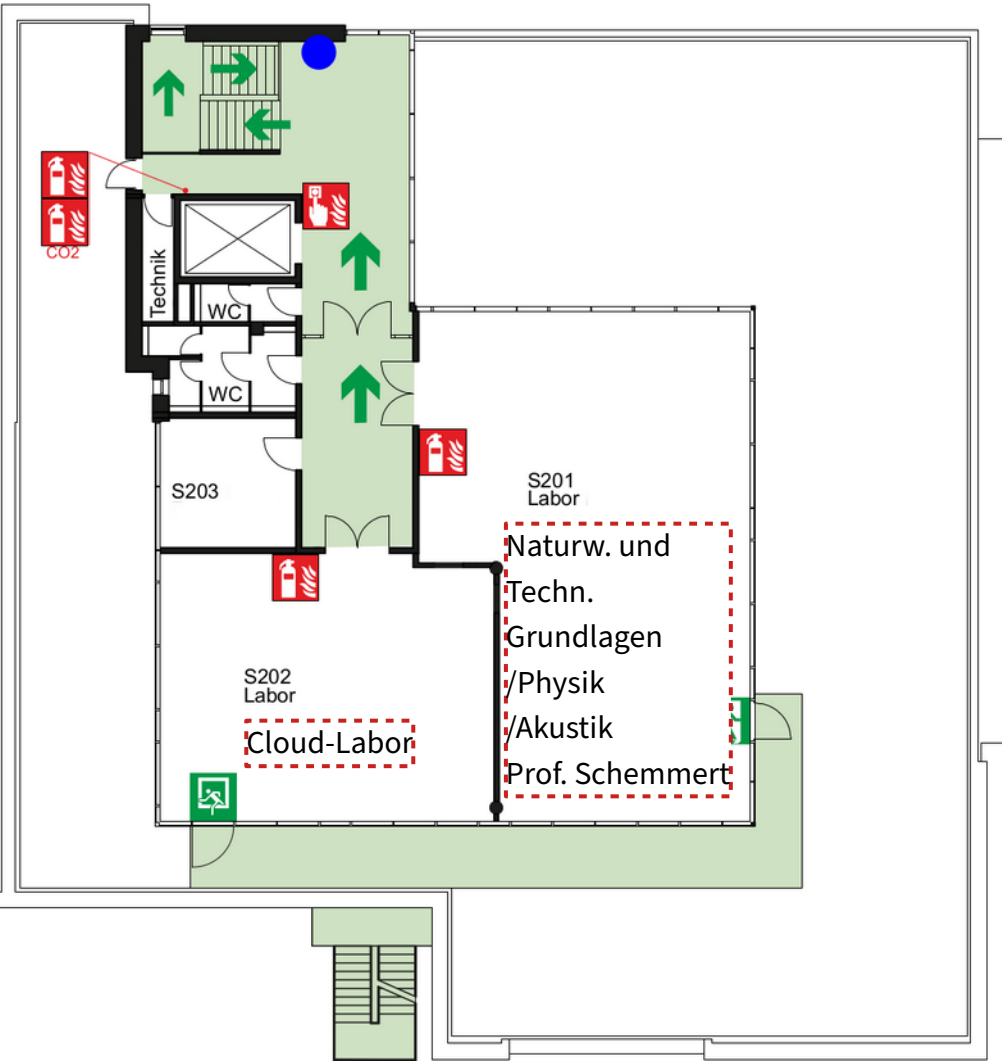 CO2
Technik
WC
WC
S203
S201
Labor
Naturw. und
Techn.
Grundlagen
/Physik
/Akustik
Prof. Schemmert
S202
Labor
Cloud-Labor